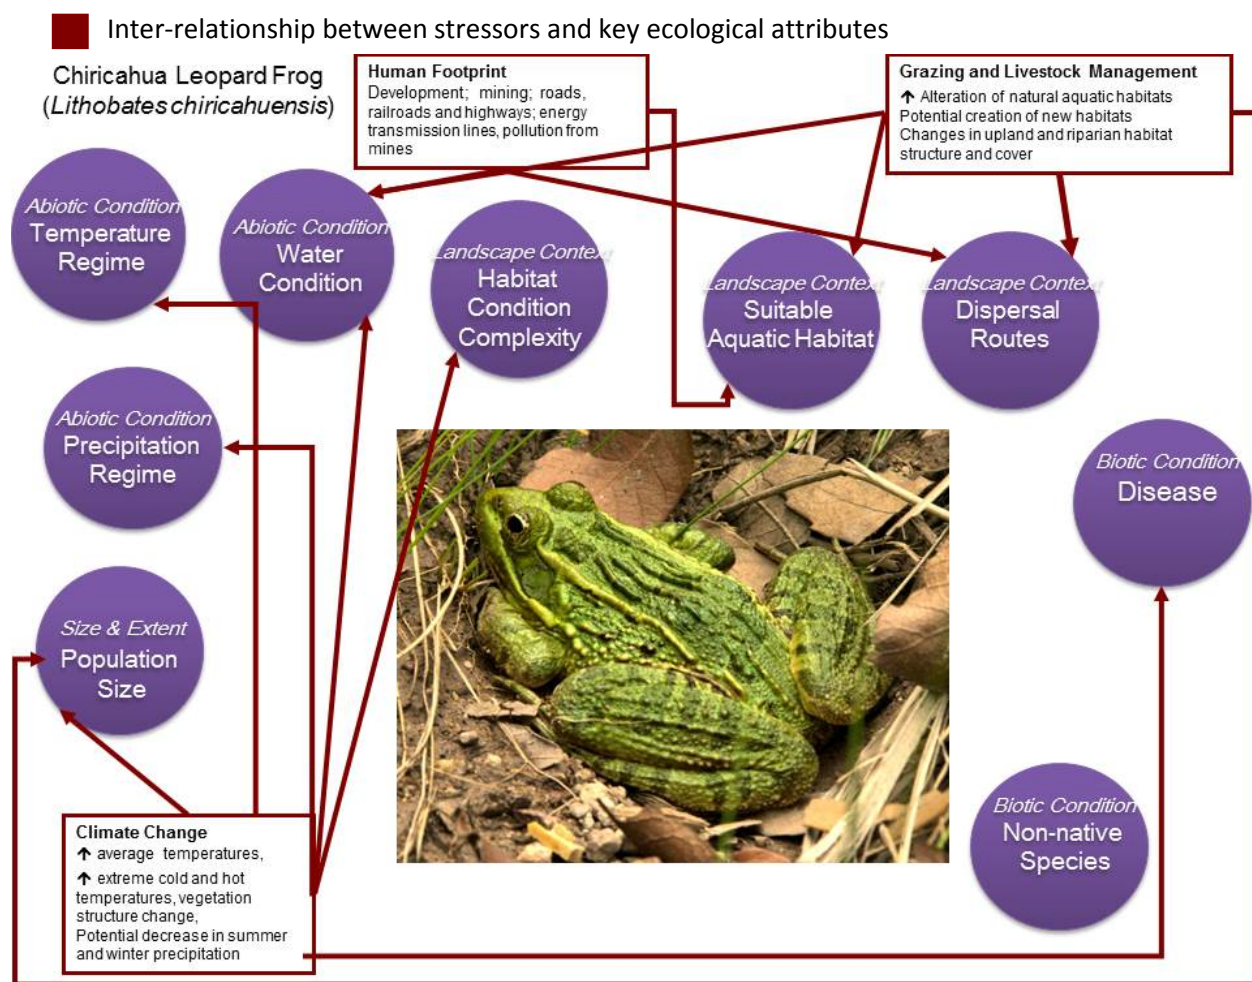 Inter-relationship between stressors and key ecological attributes
Chiricahua Leopard Frog
(Lithobates chiricahuensis)
Human Footprint
Development; mining; roads,
railroads and highways; energy
transmission lines, pollution from
mines
Grazing and Livestock Management
↑ Alteration of natural aquatic habitats
Potential creation of new habitats
Changes in upland and riparian habitat
structure and cover
Abiotic Condition
Temperature
Regime
Abiotic Condition
Water
Condition
Landscape Context
Habitat
Condition
Complexity
Landscape Context
Suitable
Aquatic Habitat
Landscape Context
Dispersal
Routes
Abiotic Condition
Precipitation
Regime
Biotic Condition
Disease
Size & Extent
Population
Size
Biotic Condition
Non-native
Species
Climate Change
↑ average temperatures,
↑ extreme cold and hot
temperatures, vegetation
structure change,
Potential decrease in summer
and winter precipitation